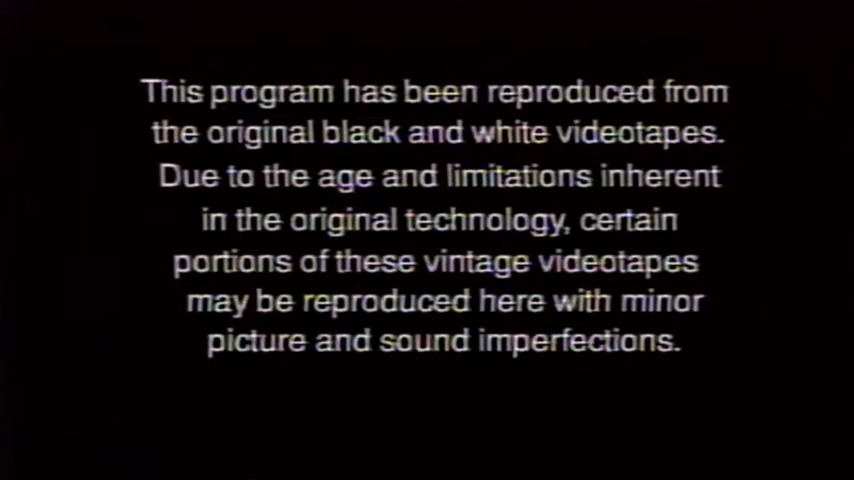 This program has been reproduced from
the original black and white videotapes.
Due to the age and limitations inherent
in the original technology, certain
portions of these vintage videotapes
may be reproduced here with minor
picture and sound imperfections.